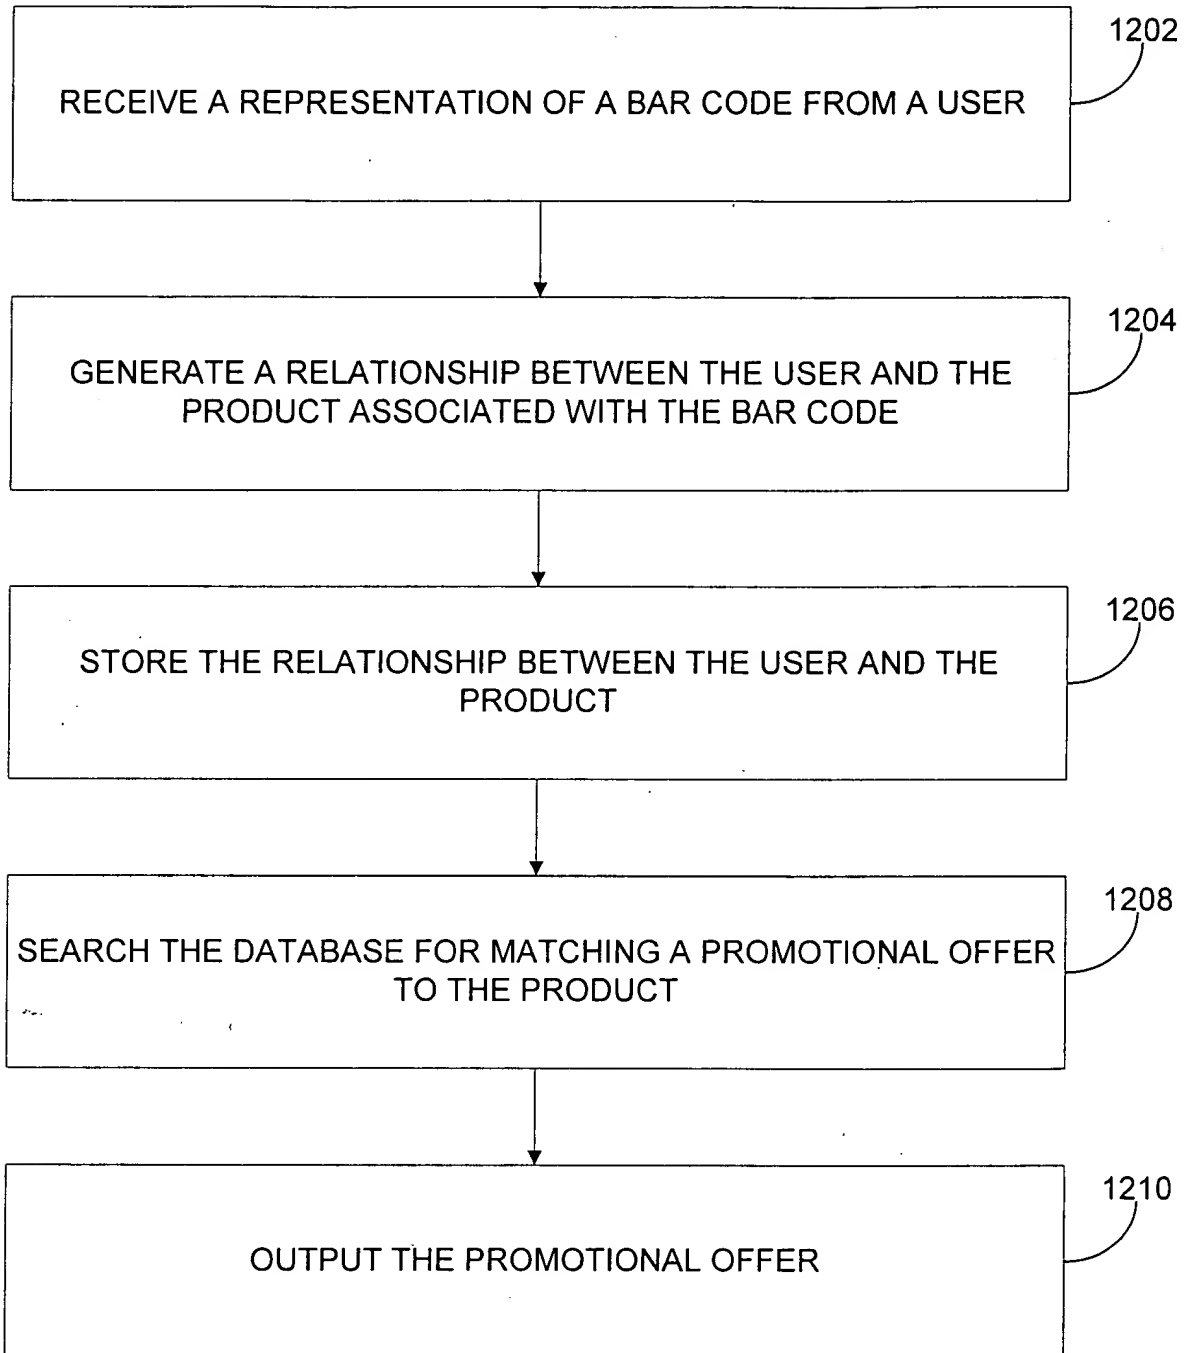 1202
RECEIVE A REPRESENTATION OF A BAR CODE FROM A USER
1204
GENERATE A RELATIONSHIP BETWEEN THE USER AND THE
PRODUCT ASSOCIATED WITH THE BAR CODE
1206
STORE THE RELATIONSHIP BETWEEN THE USER AND THE
PRODUCT
1208
SEARCH THE DATABASE FOR MATCHING A PROMOTIONAL OFFER
TO THE PRODUCT
1210
OUTPUT THE PROMOTIONAL OFFER